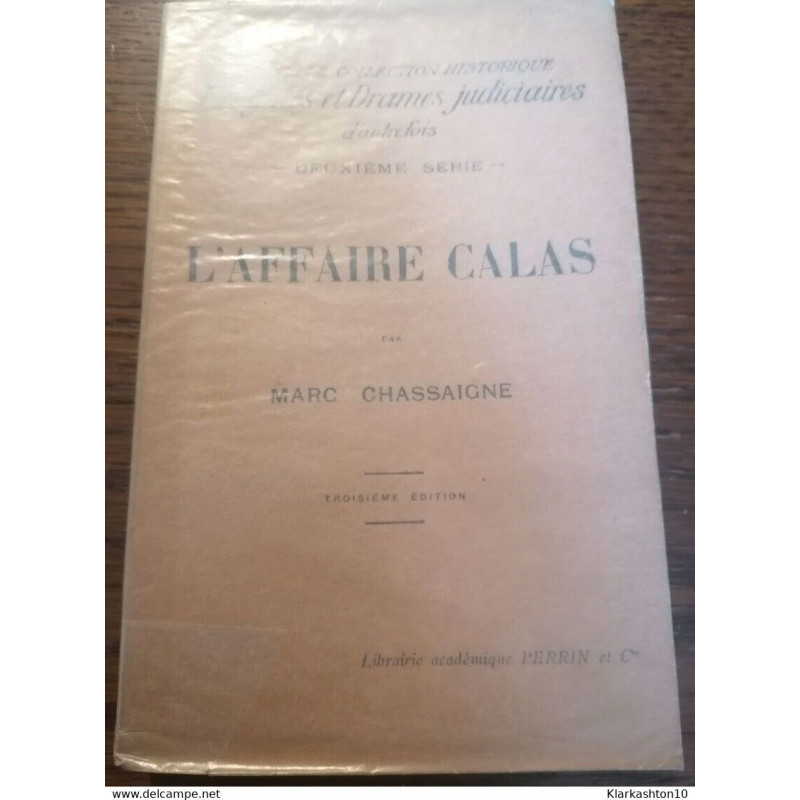 COLLECTION HISTORIQUE
et Drames judiciaires
d'autrefois
- DEUXIÈME SÉRIE -
L'AFFAIRE CALAS
PAR
MARC CHASSAIGNE
TROISIÈME ÉDITION
Librairie académique PERRIN et Cie
www.delcampe.net
Klarkashton10